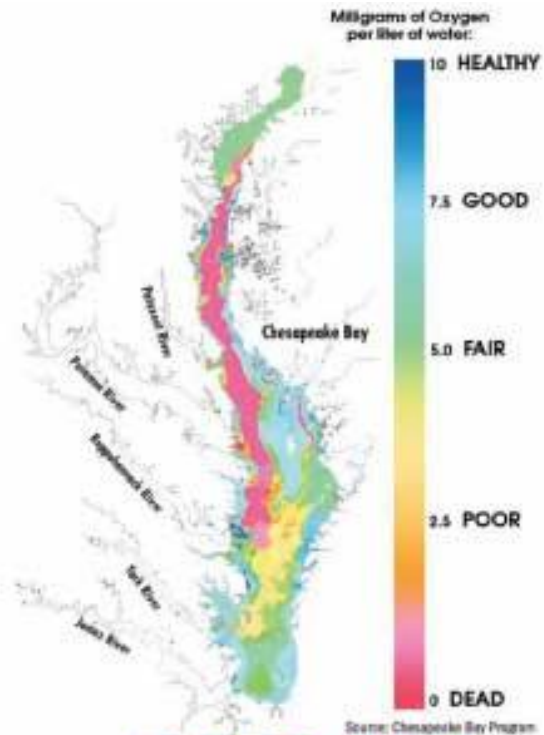 Milligrams of Oxygen
per liter of water:
10 HEALTHY
7.5 GOOD
5.0 FAIR
2.5 POOR
0 DEAD
Chesapeake Bay
Patuxent River
Potomac River
Rappahannock River
York River
James River
Source: Chesapeake Bay Program